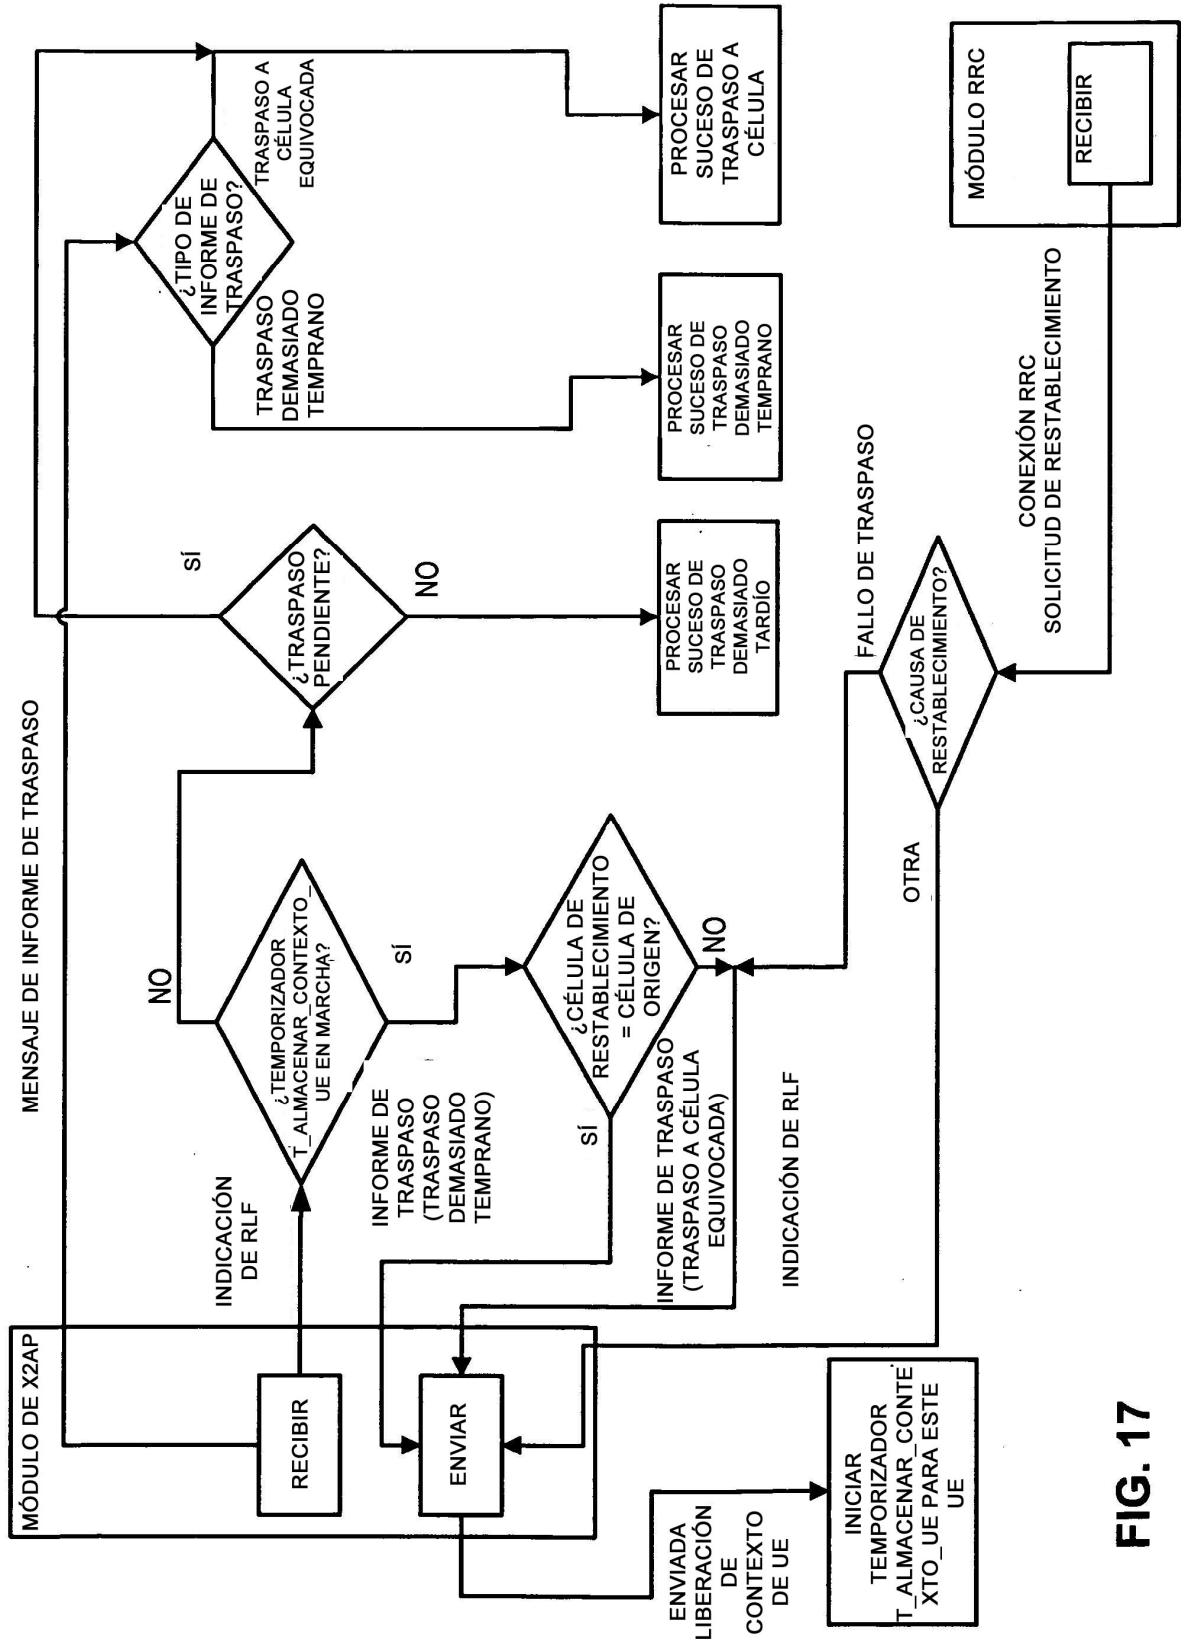 MÓDULO DE X2AP
RECIBIR
ENVIAR
MENSAJE DE INFORME DE TRASPASO
INDICACIÓN
DE RLF
¿TEMPORIZADOR
T_ALMACENAR_CONTEXTO_
UE EN MARCHA?
NO
SÍ
¿TRASPASO
PENDIENTE?
SÍ
NO
¿TIPO DE
INFORME DE
TRASPASO?
TRASPASO A
CÉLULA
EQUIVOCADA
TRASPASO
DEMASIADO
TEMPRANO
INFORME DE
TRASPASO
(TRASPASO
DEMASIADO
TEMPRANO)
¿CÉLULA DE
RESTABLECIMIENTO
= CÉLULA DE
ORIGEN?
SÍ
NO
INFORME DE TRASPASO
(TRASPASO A CÉLULA
EQUIVOCADA)
INDICACIÓN DE RLF
PROCESAR
SUCESO DE
TRASPASO
DEMASIADO
TARDÍO
PROCESAR
SUCESO DE
TRASPASO
DEMASIADO
TEMPRANO
PROCESAR
SUCESO DE
TRASPASO A
CÉLULA
ENVIADA
LIBERACIÓN
DE
CONTEXTO
DE UE
INICIAR
TEMPORIZADOR
T_ALMACENAR_CONTE
XTO_UE PARA ESTE
UE
OTRA
FALLO DE TRASPASO
¿CAUSA DE
RESTABLECIMIENTO?
CONEXIÓN RRC
SOLICITUD DE RESTABLECIMIENTO
MÓDULO RRC
RECIBIR
FIG. 17